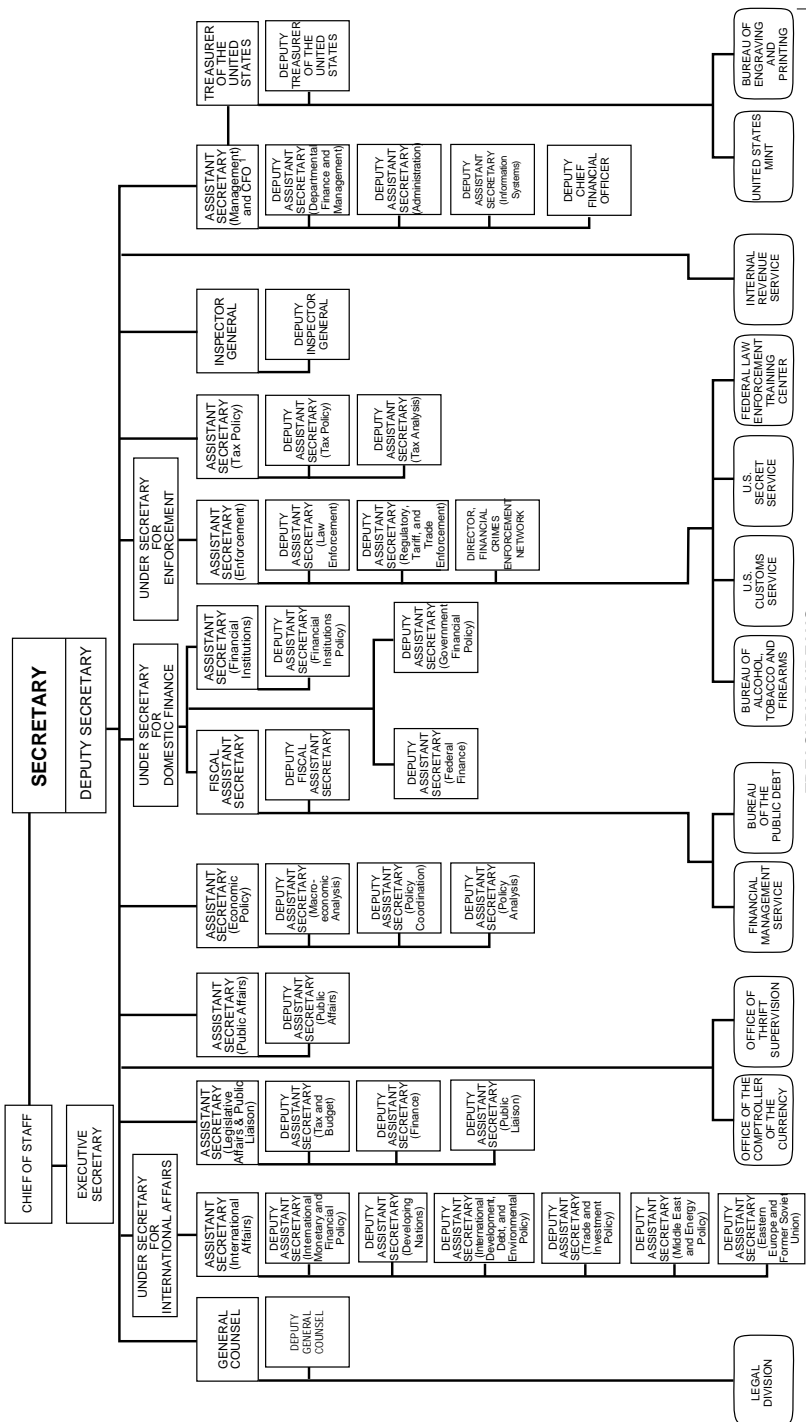 SECRETARY
DEPUTY SECRETARY
CHIEF OF STAFF
EXECUTIVE
SECRETARY
UNDER SECRETARY
FOR
INTERNATIONAL AFFAIRS
UNDER SECRETARY
FOR
DOMESTIC FINANCE
UNDER SECRETARY
FOR
ENFORCEMENT
GENERAL
COUNSEL
DEPUTY
GENERAL
COUNSEL
ASSISTANT
SECRETARY
(International
Affairs)
DEPUTY
ASSISTANT
SECRETARY
(International
Monetary and
Financial
Policy)
DEPUTY
ASSISTANT
SECRETARY
(Developing
Nations)
DEPUTY
ASSISTANT
SECRETARY
(International
Development,
Debt, and
Environmental
Policy)
DEPUTY
ASSISTANT
SECRETARY
(Trade and
Investment
Policy)
DEPUTY
ASSISTANT
SECRETARY
(Middle East
and Energy
Policy)
DEPUTY
ASSISTANT
SECRETARY
(Eastern
Europe and
Former Soviet
Union)
ASSISTANT
SECRETARY
(Legislative
Affairs & Public
Liaison)
DEPUTY
ASSISTANT
SECRETARY
(Tax and
Budget)
DEPUTY
ASSISTANT
SECRETARY
(Finance)
DEPUTY
ASSISTANT
SECRETARY
(Public
Liaison)
ASSISTANT
SECRETARY
(Public Affairs)
DEPUTY
ASSISTANT
SECRETARY
(Public
Affairs)
ASSISTANT
SECRETARY
(Economic
Policy)
DEPUTY
ASSISTANT
SECRETARY
(Macro-
economic
Analysis)
DEPUTY
ASSISTANT
SECRETARY
(Policy
Coordination)
DEPUTY
ASSISTANT
SECRETARY
(Policy
Analysis)
FISCAL
ASSISTANT
SECRETARY
DEPUTY
FISCAL
ASSISTANT
SECRETARY
DEPUTY
ASSISTANT
SECRETARY
(Federal
Finance)
ASSISTANT
SECRETARY
(Financial
Institutions)
DEPUTY
ASSISTANT
SECRETARY
(Financial
Institutions
Policy)
DEPUTY
ASSISTANT
SECRETARY
(Government
Financial
Policy)
ASSISTANT
SECRETARY
(Enforcement)
DEPUTY
ASSISTANT
SECRETARY
(Law
Enforcement)
DEPUTY
ASSISTANT
SECRETARY
(Regulatory,
Tariff, and
Trade
Enforcement)
DIRECTOR,
FINANCIAL
CRIMES
ENFORCEMENT
NETWORK
ASSISTANT
SECRETARY
(Tax Policy)
DEPUTY
ASSISTANT
SECRETARY
(Tax Policy)
DEPUTY
ASSISTANT
SECRETARY
(Tax Analysis)
INSPECTOR
GENERAL
DEPUTY
INSPECTOR
GENERAL
ASSISTANT
SECRETARY
(Management)
and CFO 1
DEPUTY
ASSISTANT
SECRETARY
(Departmental
Finance and
Management)
DEPUTY
ASSISTANT
SECRETARY
(Administration)
DEPUTY
ASSISTANT
SECRETARY
(Information
Systems)
DEPUTY
CHIEF
FINANCIAL
OFFICER
TREASURER
OF THE
UNITED
STATES
DEPUTY
TREASURER
OF THE
UNITED
STATES
LEGAL
DIVISION
OFFICE OF THE
COMPTROLLER
OF THE
CURRENCY
OFFICE OF
THRIFT
SUPERVISION
FINANCIAL
MANAGEMENT
SERVICE
BUREAU
OF THE
PUBLIC DEBT
BUREAU OF
ALCOHOL,
TOBACCO AND
FIREARMS
U.S.
CUSTOMS
SERVICE
U.S.
SECRET
SERVICE
FEDERAL LAW
ENFORCEMENT
TRAINING
CENTER
INTERNAL
REVENUE
SERVICE
UNITED STATES
MINT
BUREAU OF
ENGRAVING
AND
PRINTING